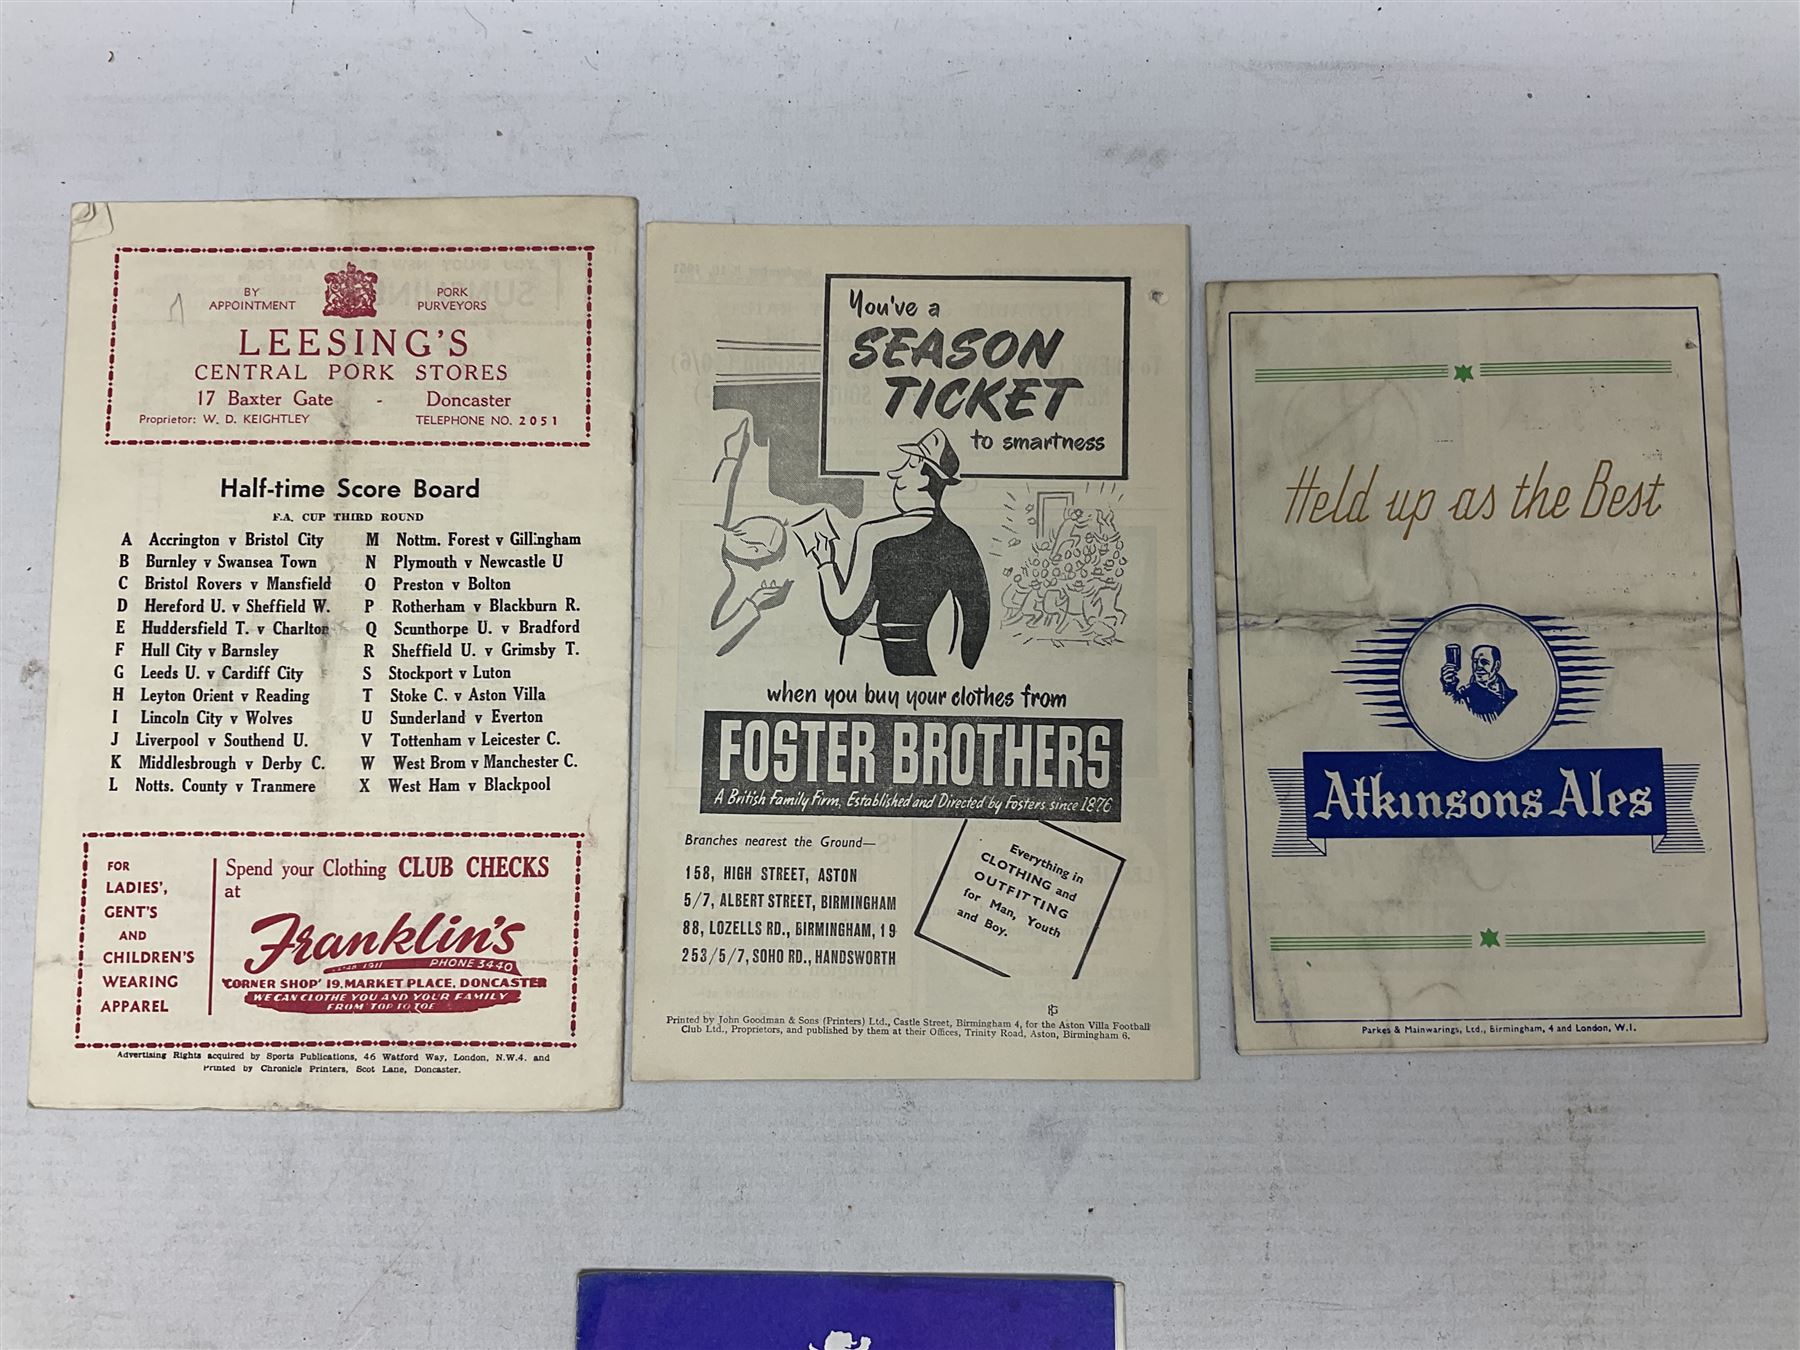 BY
APPOINTMENT
PORK
PURVEYORS
LEESING'S
CENTRAL PORK STORES
17 Baxter Gate - Doncaster
Proprietor: W. D. KEIGHTLEY TELEPHONE NO. 2051
Half-time Score Board
F.A. CUP THIRD ROUND
A Accrington v Bristol City
B Burnley v Swansea Town
C Bristol Rovers v Mansfield
D Hereford U. v Sheffield W.
E Huddersfield T. v Charlton
F Hull City v Barnsley
G Leeds U. v Cardiff City
H Leyton Orient v Reading
I Lincoln City v Wolves
J Liverpool v Southend U.
K Middlesbrough v Derby C.
L Notts. County v Tranmere
M Nottm. Forest v Gillingham
N Plymouth v Newcastle U
O Preston v Bolton
P Rotherham v Blackburn R.
Q Scunthorpe U. v Bradford
R Sheffield U. v Grimsby T.
S Stockport v Luton
T Stoke C. v Aston Villa
U Sunderland v Everton
V Tottenham v Leicester C.
W West Brom v Manchester C.
X West Ham v Blackpool
FOR
LADIES',
GENT'S
AND
CHILDREN'S
WEARING
APPAREL
Spend your Clothing CLUB CHECKS
at
Franklin's
ESTAB. 1911 PHONE 3440
'CORNER SHOP' 19, MARKET PLACE, DONCASTER
WE CAN CLOTHE YOU AND YOUR FAMILY
FROM TOP TO TOE
Advertising Rights acquired by Sports Publications, 46 Watford Way, London, N.W.4. and
Printed by Chronicle Printers, Scot Lane, Doncaster.
You've a
SEASON
TICKET
to smartness
when you buy your clothes from
FOSTER BROTHERS
A British Family Firm, Established and Directed by Fosters since 1876
Branches nearest the Ground—
158, HIGH STREET, ASTON
5/7, ALBERT STREET, BIRMINGHAM
88, LOZELLS RD., BIRMINGHAM, 19
253/5/7, SOHO RD., HANDSWORTH
Everything in
CLOTHING and
OUTFITTING
for Man, Youth
and Boy.
Printed by John Goodman & Sons (Printers) Ltd., Castle Street, Birmingham 4, for the Aston Villa Football
Club Ltd., Proprietors, and published by them at their Offices, Trinity Road, Aston, Birmingham 6.
Held up as the Best
Atkinsons Ales
Parkes & Mainwarings, Ltd., Birmingham, 4 and London, W.1.